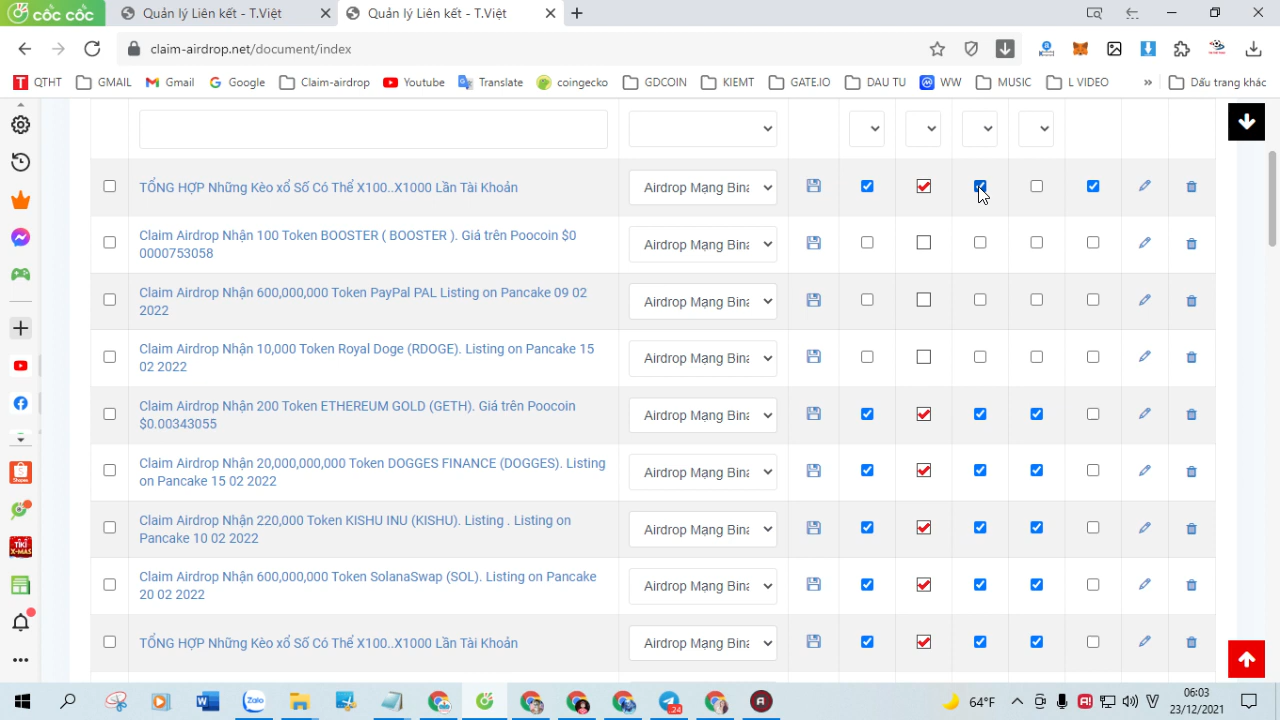 cốc cốc
Quản lý kết - T.Việt
Quản lý kết - T.Việt
claim-airdrop.net/document/index
QTHT
GMAIL
Gmail
Google
Claim-airdrop
Youtube
Translate
coingecko
GDCOIN
KIEMT
GATE.IO
DAU TU
WW
MUSIC
L VIDEO
»
Dấu trang khác
TỔNG HỢP Những Kèo xổ Số Có Thể X100..X1000 Lần Tài Khoản
Airdrop Mạng Bina
Claim Airdrop Nhận 100 Token BOOSTER ( BOOSTER ). Giá trên Poocoin $0
0000753058
Airdrop Mạng Bina
Claim Airdrop Nhận 600,000,000 Token PayPal PAL Listing on Pancake 09 02
2022
Airdrop Mạng Bina
Claim Airdrop Nhận 10,000 Token Royal Doge (RDOGE). Listing on Pancake 15
02 2022
Airdrop Mạng Bina
Claim Airdrop Nhận 200 Token ETHEREUM GOLD (GETH). Giá trên Poocoin
$0.00343055
Airdrop Mạng Bina
Claim Airdrop Nhận 20,000,000,000 Token DOGGES FINANCE (DOGGES). Listing
on Pancake 15 02 2022
Airdrop Mạng Bina
Claim Airdrop Nhận 220,000 Token KISHU INU (KISHU). Listing . Listing on
Pancake 10 02 2022
Airdrop Mạng Bina
Claim Airdrop Nhận 600,000,000 Token SolanaSwap (SOL). Listing on Pancake
20 02 2022
Airdrop Mạng Bina
TỔNG HỢP Những Kèo xổ Số Có Thể X100..X1000 Lần Tài Khoản
Airdrop Mạng Bina
Zalo
24
64°F
06:03
23/12/2021